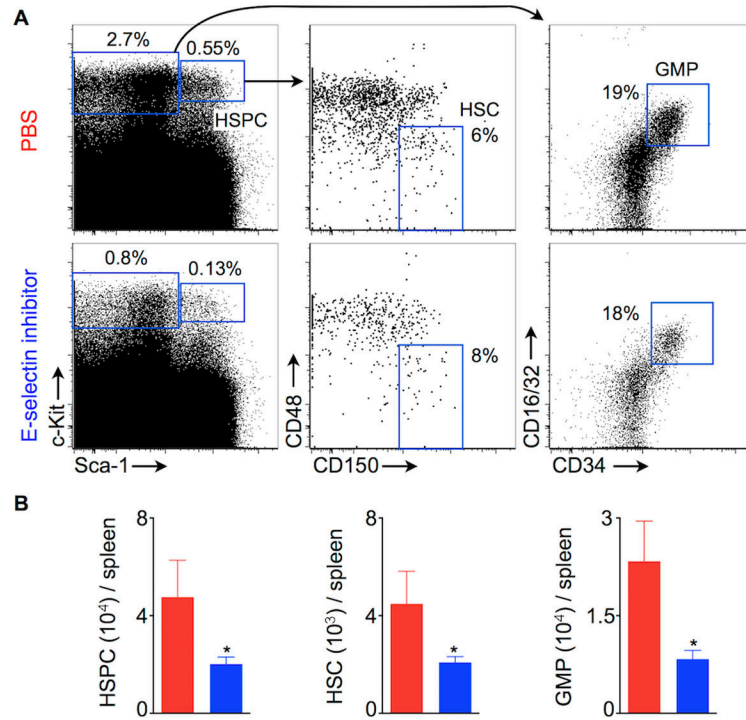 A
2.7%
0.55%
HSPC
HSC
6%
GMP
19%
PBS
0.8%
0.13%
8%
18%
E-selectin inhibitor
c-Kit
Sca-1
CD48
CD150
CD16/32
CD34
B
HSPC (10⁴) / spleen
8
4
0
*
HSC (10³) / spleen
8
4
0
*
GMP (10⁴) / spleen
3
1.5
0
*